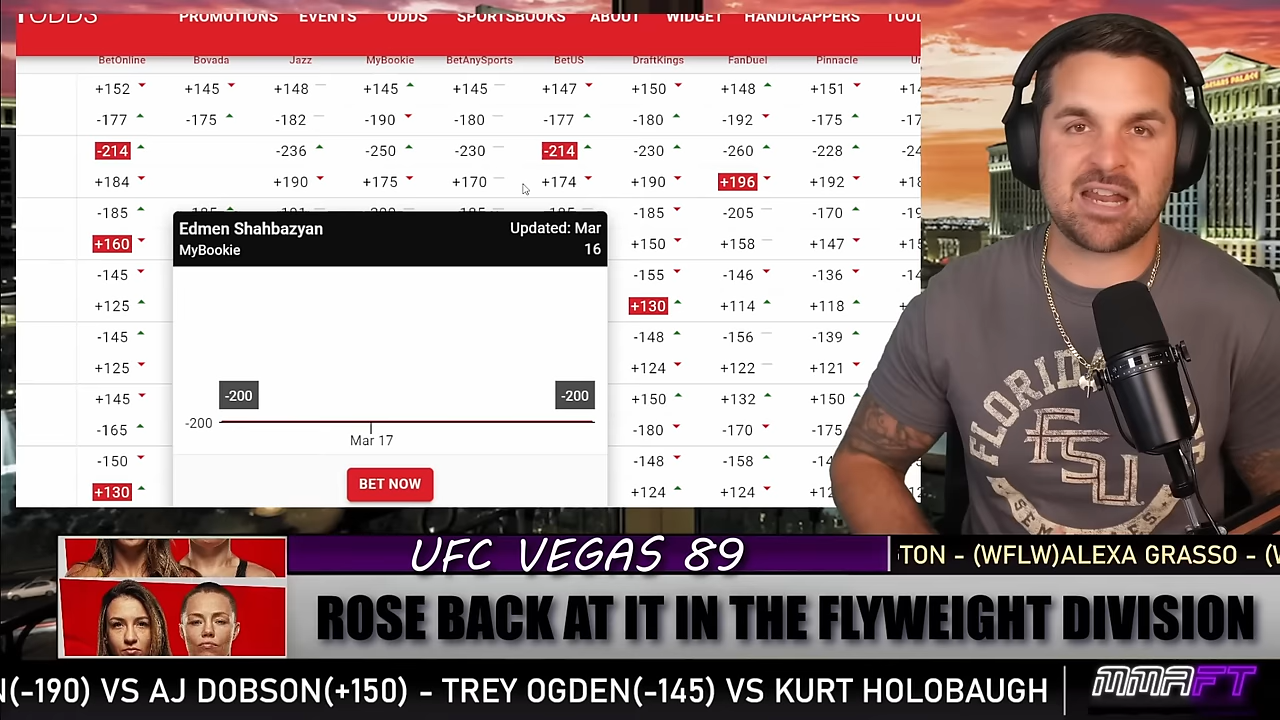 ODDS PROMOTIONS EVENTS ODDS SPORTSBOOKS ABOUT WIDGET HANDICAPPERS TOOL
BetOnline Bovada Jazz MyBookie BetAnySports BetUS DraftKings FanDuel Pinnacle
+152 +145 +148 +145 +145 +147 +150 +148 +151
-177 -175 -182 -190 -180 -177 -180 -192 -175
-214 -236 -250 -230 -214 -230 -260 -228
+184 +190 +175 +170 +174 +190 +196 +192
-185 -185 -205 -170
+160 +150 +158 +147
-145 -155 -146 -136
+125 +130 +114 +118
-145 -148 -156 -139
+125 +124 +122 +121
+145 +150 +132 +150
-165 -180 -170 -175
-150 -148 -158
+130 +124 +124
Edmen Shahbazyan
MyBookie
Updated: Mar
16
-200 -200
-200
Mar 17
BET NOW
CAESARS PALACE
FLORIDA
FSU
UFC VEGAS 89
TON - (WFLW)ALEXA GRASSO - (W
ROSE BACK AT IT IN THE FLYWEIGHT DIVISION
N(-190) VS AJ DOBSON(+150) - TREY OGDEN(-145) VS KURT HOLOBAUGH
MMAFT